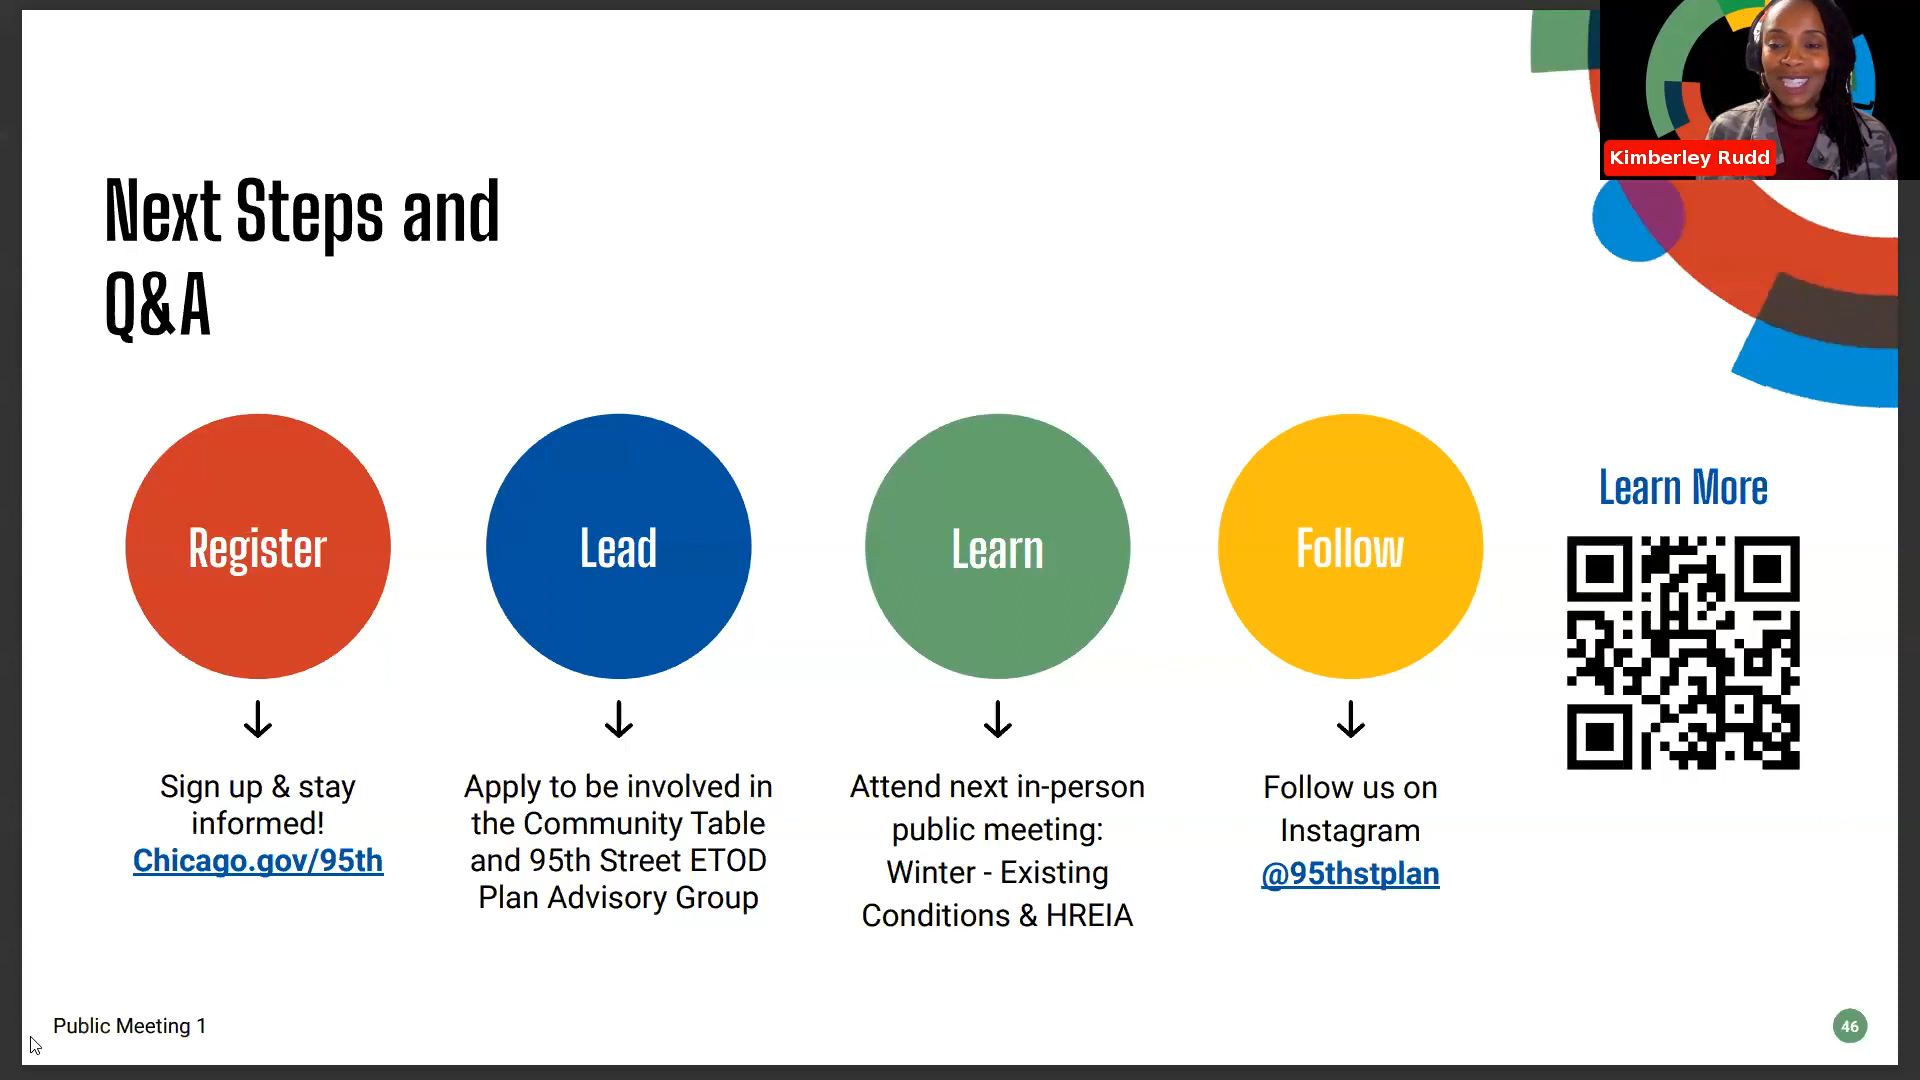 Kimberley Rudd
Next Steps and
Q&A
Register
Lead
Learn
Follow
Learn More
Sign up & stay
informed!
Chicago.gov/95th
Apply to be involved in
the Community Table
and 95th Street ETOD
Plan Advisory Group
Attend next in-person
public meeting:
Winter - Existing
Conditions & HREIA
Follow us on
Instagram
@95thstplan
Public Meeting 1
46